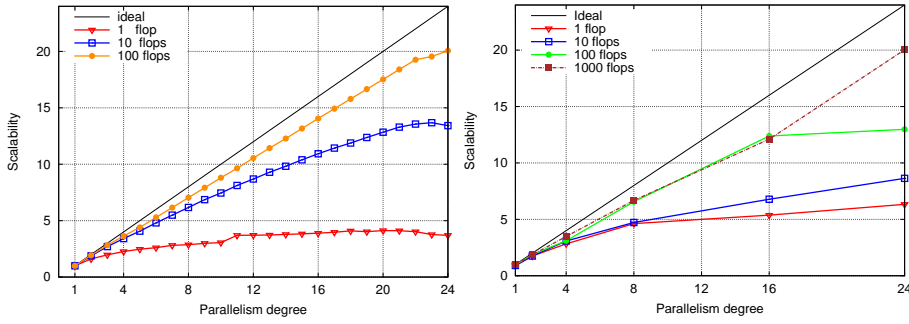 ideal
1 flop
10 flops
100 flops
20
15
10
5
0
Scalability
1 4 8 12 16 20 24
Parallelism degree
Ideal
1 flop
10 flops
100 flops
1000 flops
20
15
10
5
0
Scalability
1 2 4 8 16 24
Parallelism degree